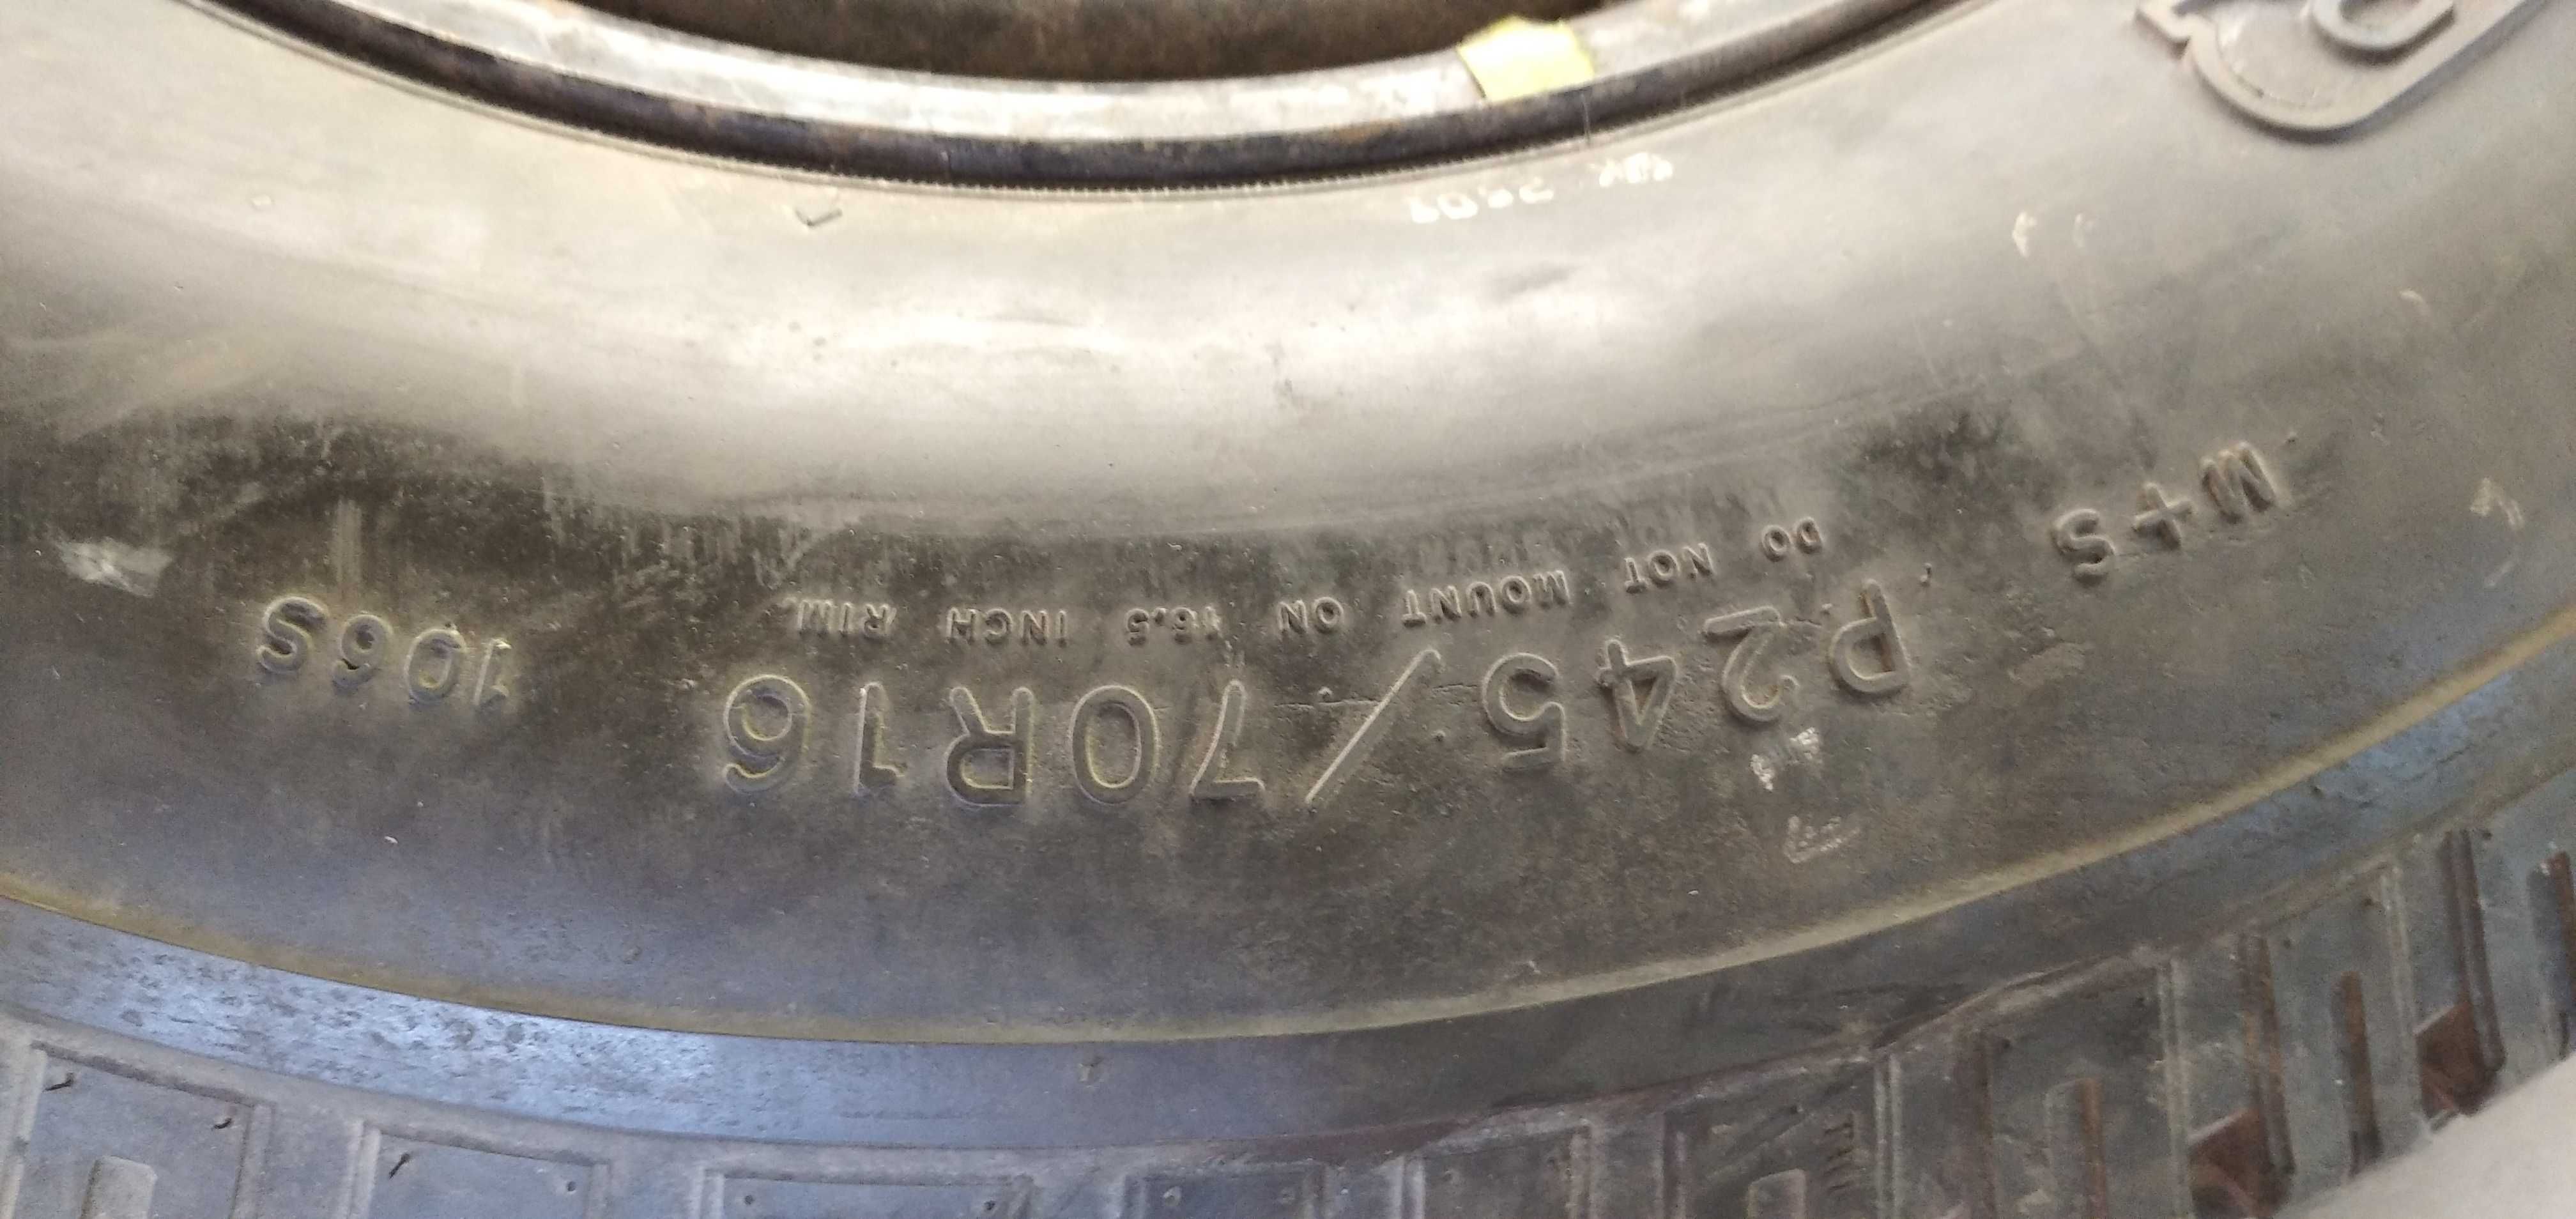 M+S
DO NOT MOUNT ON 16.5 INCH RIM.
P245/70R16 106S